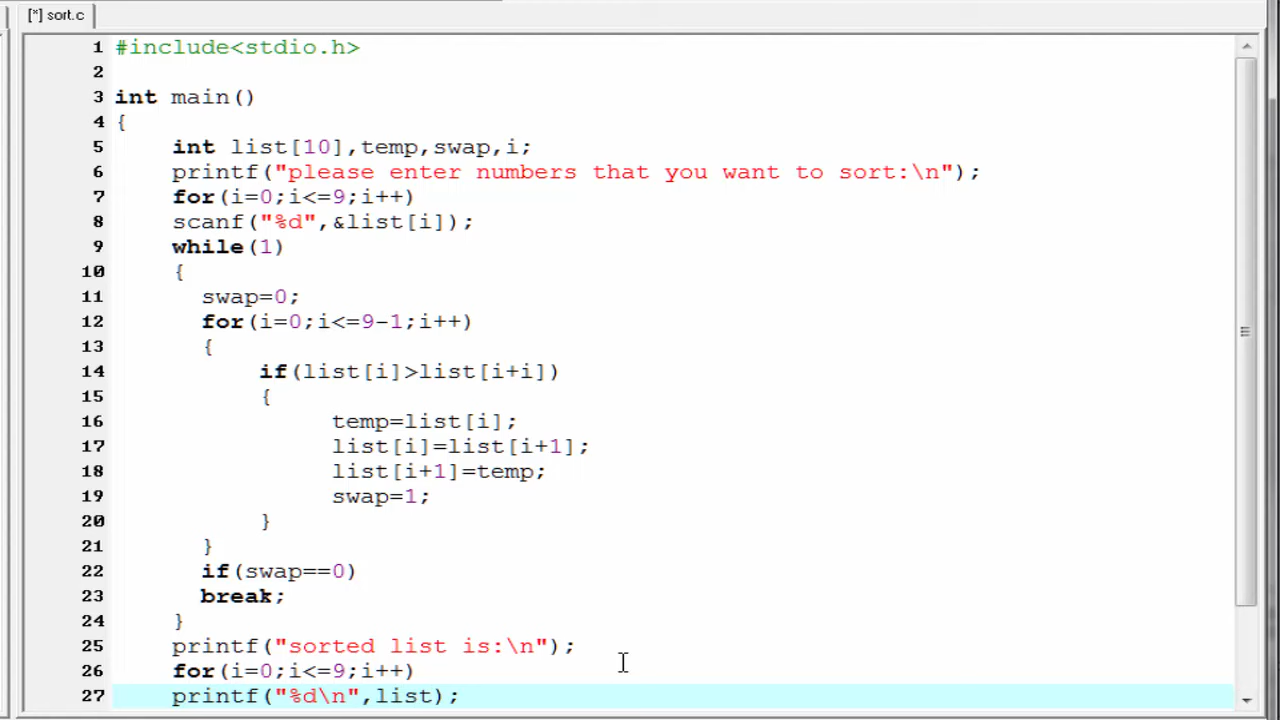 [*] sort.c
1 #include<stdio.h>
2
3 int main()
4 {
5 int list[10],temp,swap,i;
6 printf("please enter numbers that you want to sort:\n");
7 for(i=0;i<=9;i++)
8 scanf("%d",&list[i]);
9 while(1)
10 {
11 swap=0;
12 for(i=0;i<=9-1;i++)
13 {
14 if(list[i]>list[i+i])
15 {
16 temp=list[i];
17 list[i]=list[i+1];
18 list[i+1]=temp;
19 swap=1;
20 }
21 }
22 if(swap==0)
23 break;
24 }
25 printf("sorted list is:\n");
26 for(i=0;i<=9;i++)
27 printf("%d\n",list);